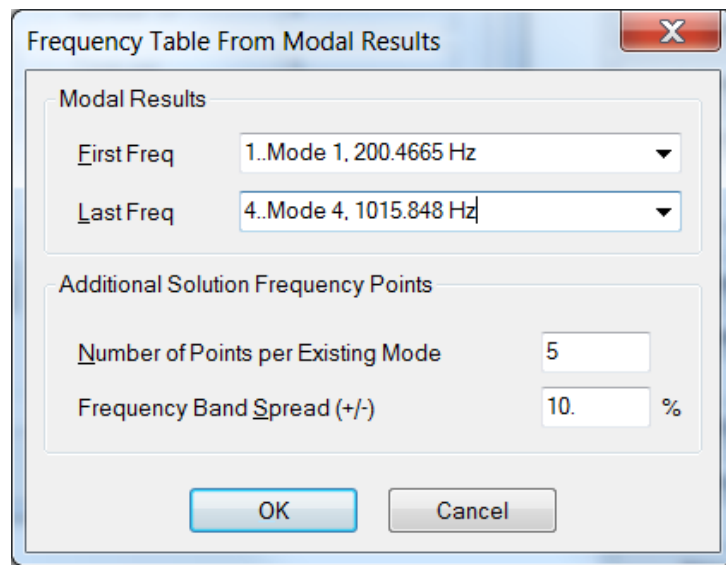 Frequency Table From Modal Results
X
Modal Results
First Freq 1..Mode 1, 200.4665 Hz
Last Freq 4..Mode 4, 1015.848 Hz
Additional Solution Frequency Points
Number of Points per Existing Mode 5
Frequency Band Spread (+/-) 10. %
OK Cancel